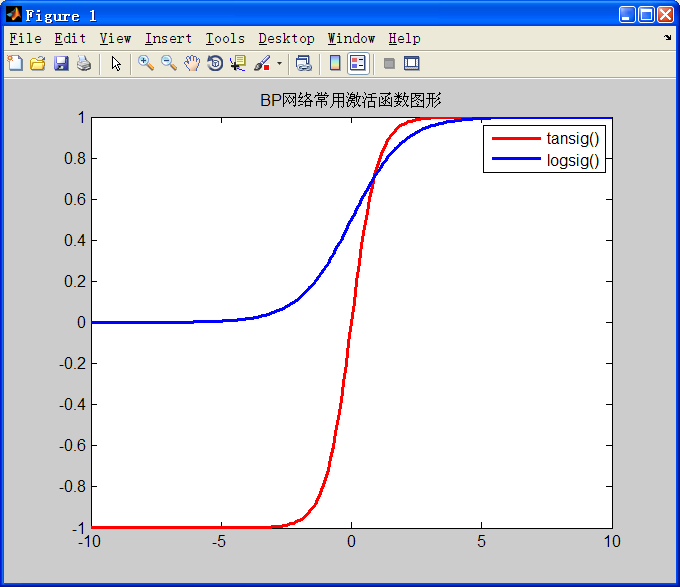 Figure 1
File Edit View Insert Tools Desktop Window Help
BP网络常用激活函数图形
tansig()
logsig()
1
0.8
0.6
0.4
0.2
0
-0.2
-0.4
-0.6
-0.8
-1
-10 -5 0 5 10